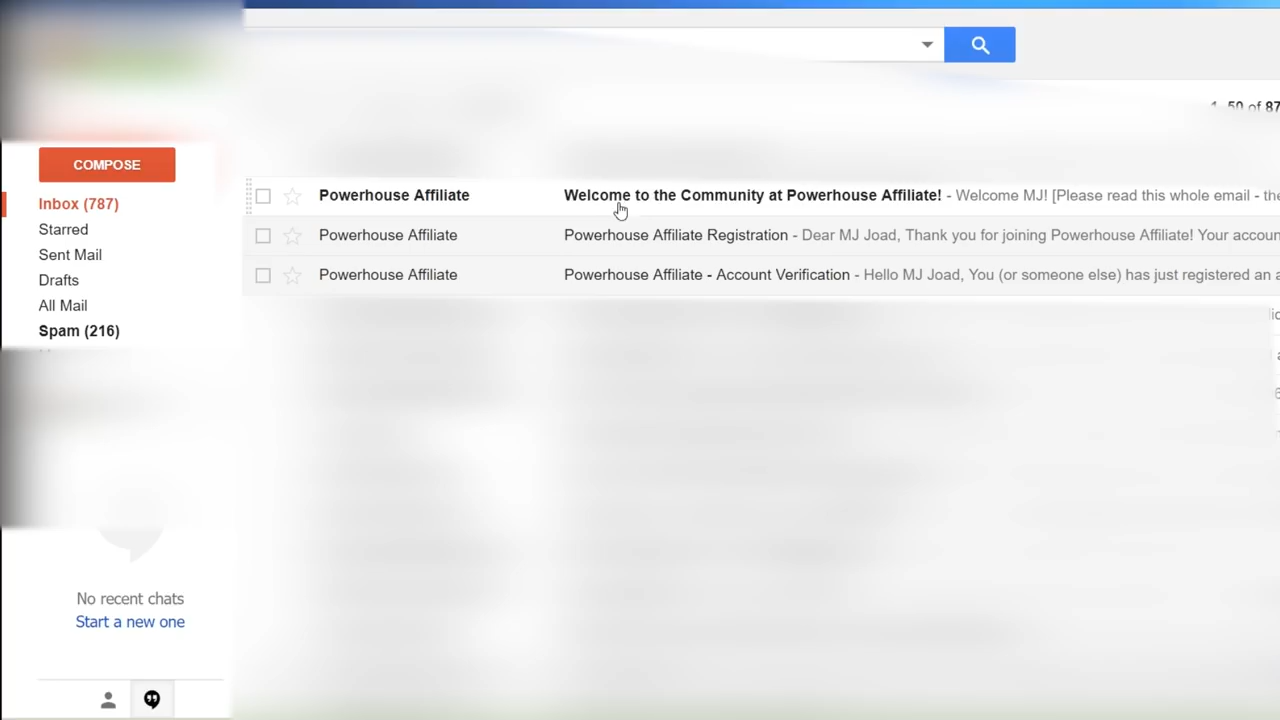 1-50 of 87
COMPOSE
Inbox (787)
Starred
Sent Mail
Drafts
All Mail
Spam (216)
Powerhouse Affiliate Welcome to the Community at Powerhouse Affiliate! - Welcome MJ! [Please read this whole email - the
Powerhouse Affiliate Powerhouse Affiliate Registration - Dear MJ Joad, Thank you for joining Powerhouse Affiliate! Your accoun
Powerhouse Affiliate Powerhouse Affiliate - Account Verification - Hello MJ Joad, You (or someone else) has just registered an a
No recent chats
Start a new one